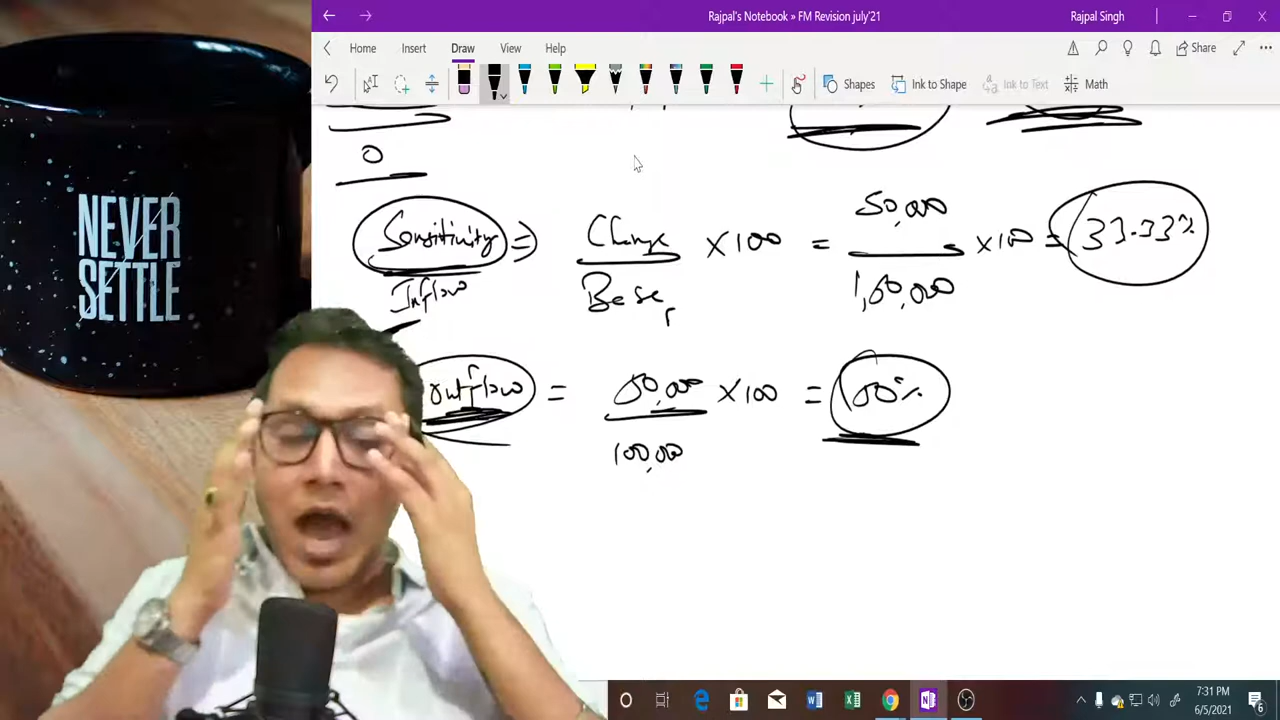 Rajpal's Notebook » FM Revision july'21
Rajpal Singh
Home Insert Draw View Help
Share
Shapes
Ink to Shape
Ink to Text
Math
NEVER
SETTLE
0
Sensitivity ⇒ Change × 100 = 50,000 × 100 = 33.33%
Inflow Base 1,50,000
outflow = 50,000 × 100 = 50%
100,000
7:31 PM
6/5/2021
6